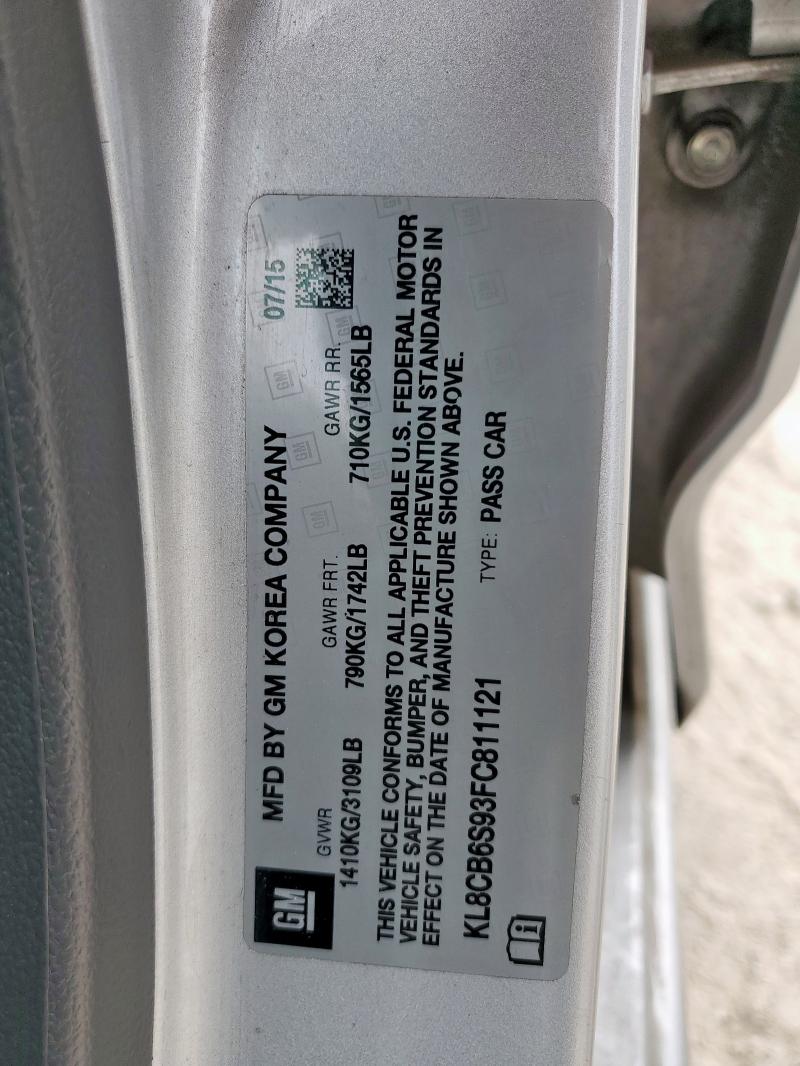 GM
MFD BY GM KOREA COMPANY
07/15
GVWR
GAWR FRT.
GAWR RR.
1410KG/3109LB
790KG/1742LB
710KG/1565LB
THIS VEHICLE CONFORMS TO ALL APPLICABLE U.S. FEDERAL MOTOR
VEHICLE SAFETY, BUMPER, AND THEFT PREVENTION STANDARDS IN
EFFECT ON THE DATE OF MANUFACTURE SHOWN ABOVE.
KL8CB6S93FC811121
TYPE: PASS CAR